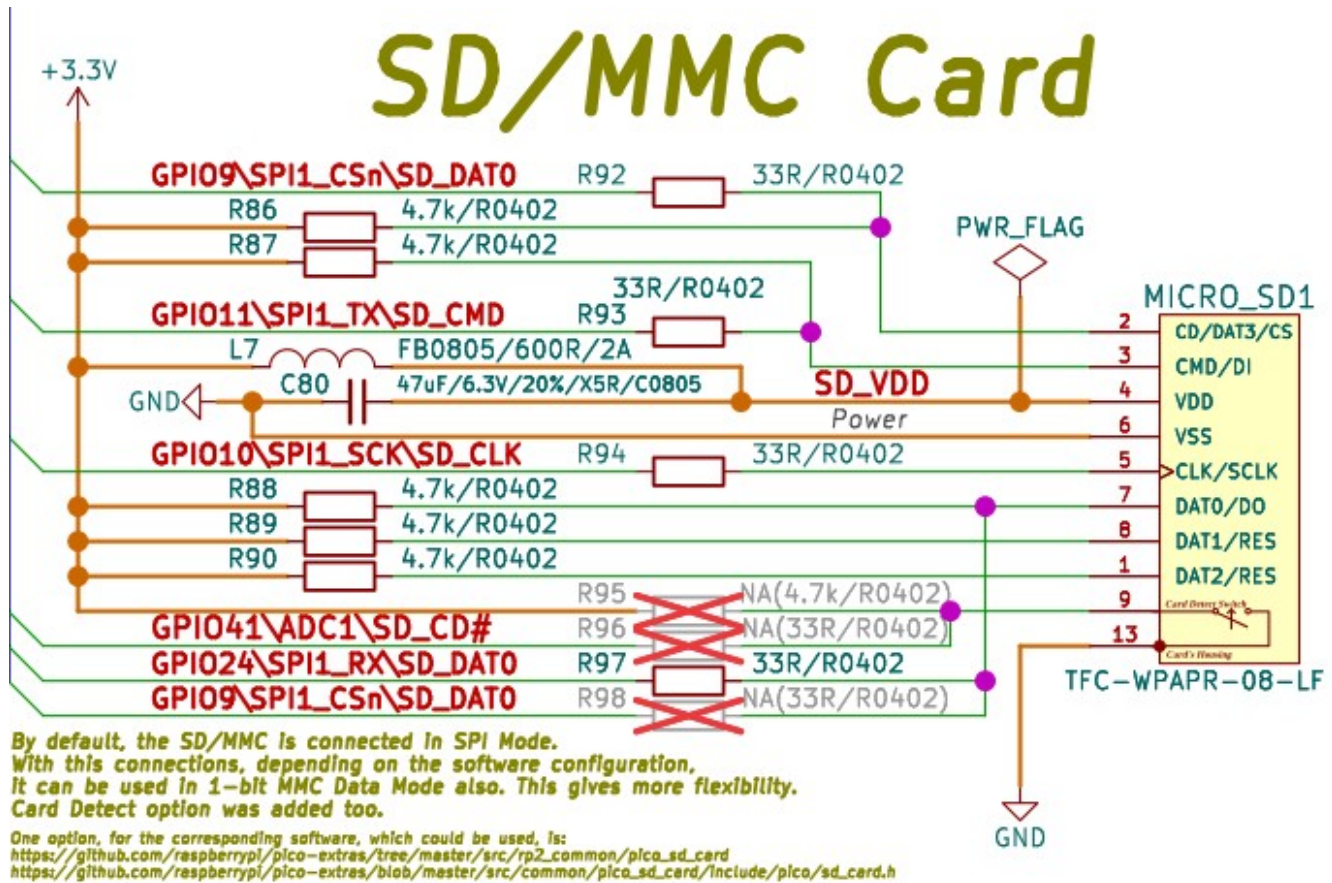 SD/MMC Card
+3.3V
GPIO9\SPI1_CSn\SD_DAT0 R92 33R/R0402
R86 4.7k/R0402
PWR_FLAG
R87 4.7k/R0402
33R/R0402
MICRO_SD1
GPIO11\SPI1_TX\SD_CMD R93
2 CD/DAT3/CS
L7 FB0805/600R/2A
3 CMD/DI
C80 47uF/6.3V/20%/X5R/C0805 SD_VDD
GND 4 VDD
Power
6 VSS
GPIO10\SPI1_SCK\SD_CLK R94 33R/R0402
5 CLK/SCLK
R88 4.7k/R0402
7 DAT0/DO
R89 4.7k/R0402
8 DAT1/RES
R90 4.7k/R0402
1 DAT2/RES
R95 NA(4.7k/R0402)
9 Card Detect Switch
GPIO41\ADC1\SD_CD# R96 NA(33R/R0402)
13 Card's Housing
GPIO24\SPI1_RX\SD_DAT0 R97 33R/R0402
TFC-WPAPR-08-LF
GPIO9\SPI1_CSn\SD_DAT0 R98 NA(33R/R0402)
By default, the SD/MMC is connected in SPI Mode.
With this connections, depending on the software configuration,
it can be used in 1-bit MMC Data Mode also. This gives more flexibility.
Card Detect option was added too.
GND
One option, for the corresponding software, which could be used, is:
https://github.com/raspberrypi/pico-extras/tree/master/src/rp2_common/pico_sd_card
https://github.com/raspberrypi/pico-extras/blob/master/src/common/pico_sd_card/include/pico/sd_card.h